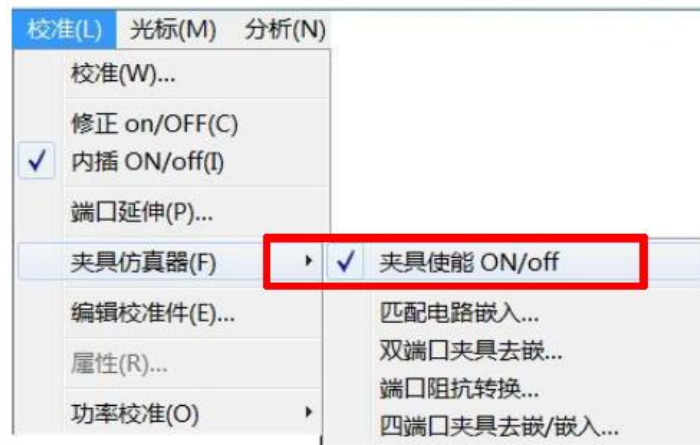 校准(L) 光标(M) 分析(N)
校准(W)...
修正 on/OFF(C)
内插 ON/off(I)
端口延伸(P)...
夹具仿真器(F)
夹具使能 ON/off
编辑校准件(E)...
匹配电路嵌入...
双端口夹具去嵌...
属性(R)...
端口阻抗转换...
功率校准(O)
四端口夹具去嵌/嵌入...